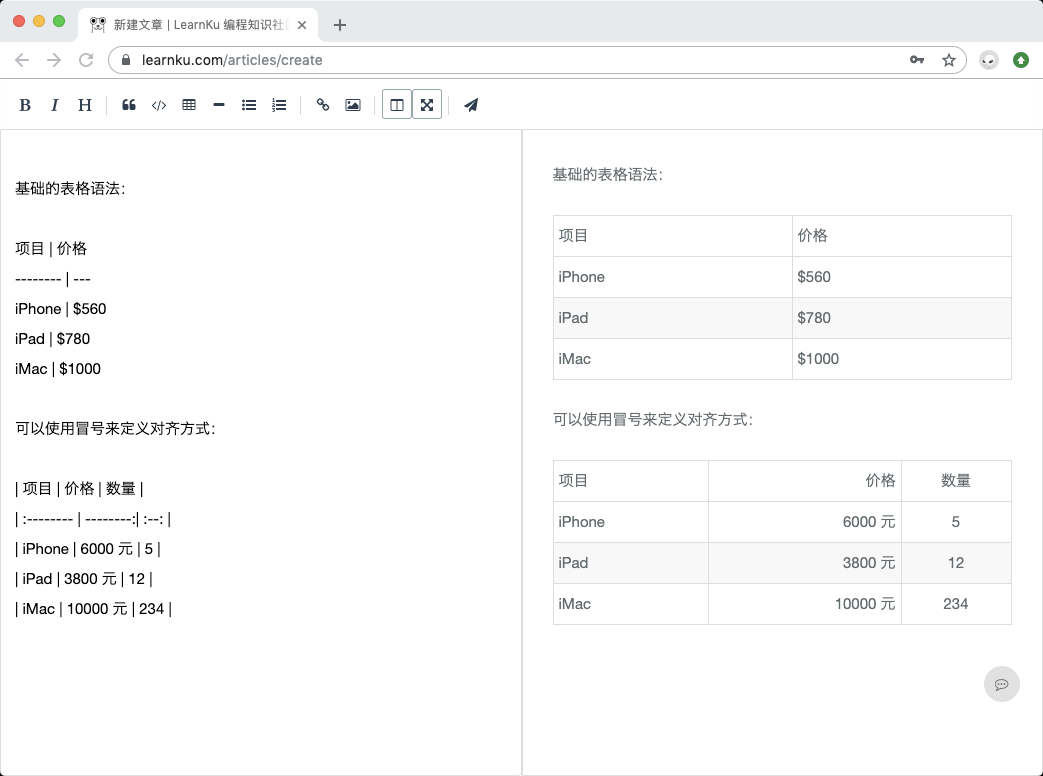 新建文章 | LearnKu 编程知识社
learnku.com/articles/create
B I H
基础的表格语法：
项目 | 价格
-------- | ---
iPhone | $560
iPad | $780
iMac | $1000
可以使用冒号来定义对齐方式：
| 项目 | 价格 | 数量 |
| :-------- | --------:| :--: |
| iPhone | 6000 元 | 5 |
| iPad | 3800 元 | 12 |
| iMac | 10000 元 | 234 |
基础的表格语法：
项目 价格
iPhone $560
iPad $780
iMac $1000
可以使用冒号来定义对齐方式：
项目 价格 数量
iPhone 6000 元 5
iPad 3800 元 12
iMac 10000 元 234